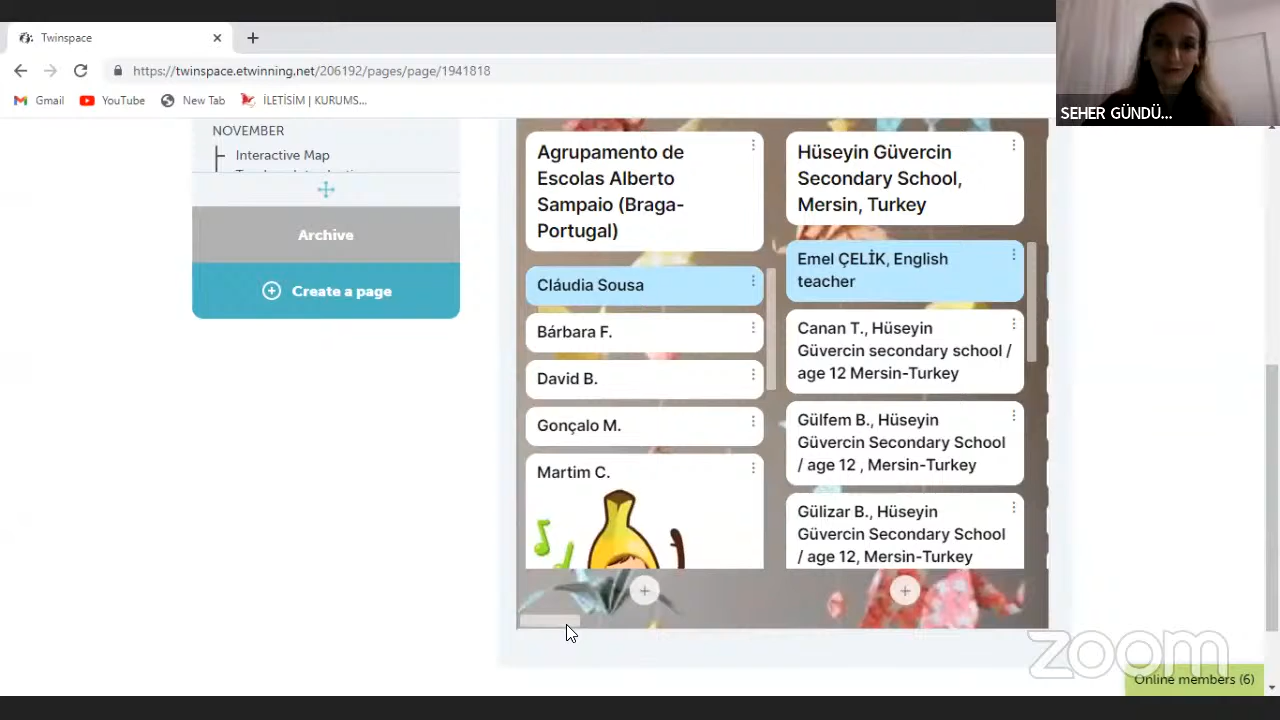 Twinspace
https://twinspace.etwinning.net/206192/pages/page/1941818
Gmail
YouTube
New Tab
İLETİSİM | KURUMS...
SEHER GÜNDÜ...
NOVEMBER
Interactive Map
Archive
Create a page
Agrupamento de
Escolas Alberto
Sampaio (Braga-
Portugal)
Cláudia Sousa
Bárbara F.
David B.
Gonçalo M.
Martim C.
Hüseyin Güvercin
Secondary School,
Mersin, Turkey
Emel ÇELİK, English
teacher
Canan T., Hüseyin
Güvercin secondary school /
age 12 Mersin-Turkey
Gülfem B., Hüseyin
Güvercin Secondary School
/ age 12 , Mersin-Turkey
Gülizar B., Hüseyin
Güvercin Secondary School
/ age 12, Mersin-Turkey
zoom
Online members (6)